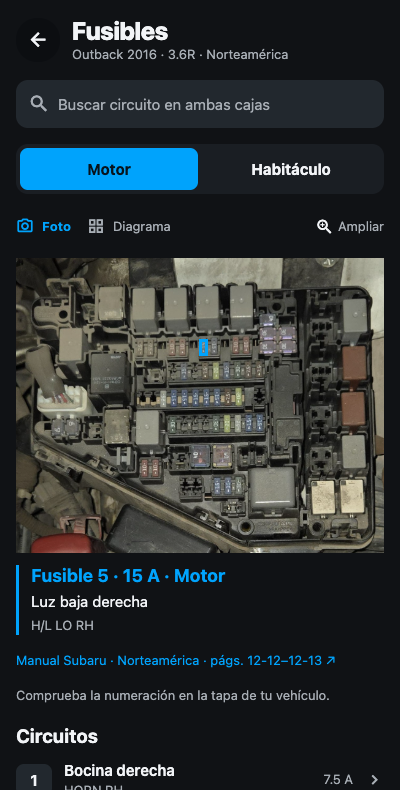 Fusibles
Outback 2016 · 3.6R · Norteamérica
Buscar circuito en ambas cajas
Motor
Habitáculo
Foto
Diagrama
Ampliar
Fusible 5 · 15 A · Motor
Luz baja derecha
H/L LO RH
Manual Subaru · Norteamérica · págs. 12-12–12-13 ↗
Comprueba la numeración en la tapa de tu vehículo.
Circuitos
1
Bocina derecha
7.5 A
HORN RH